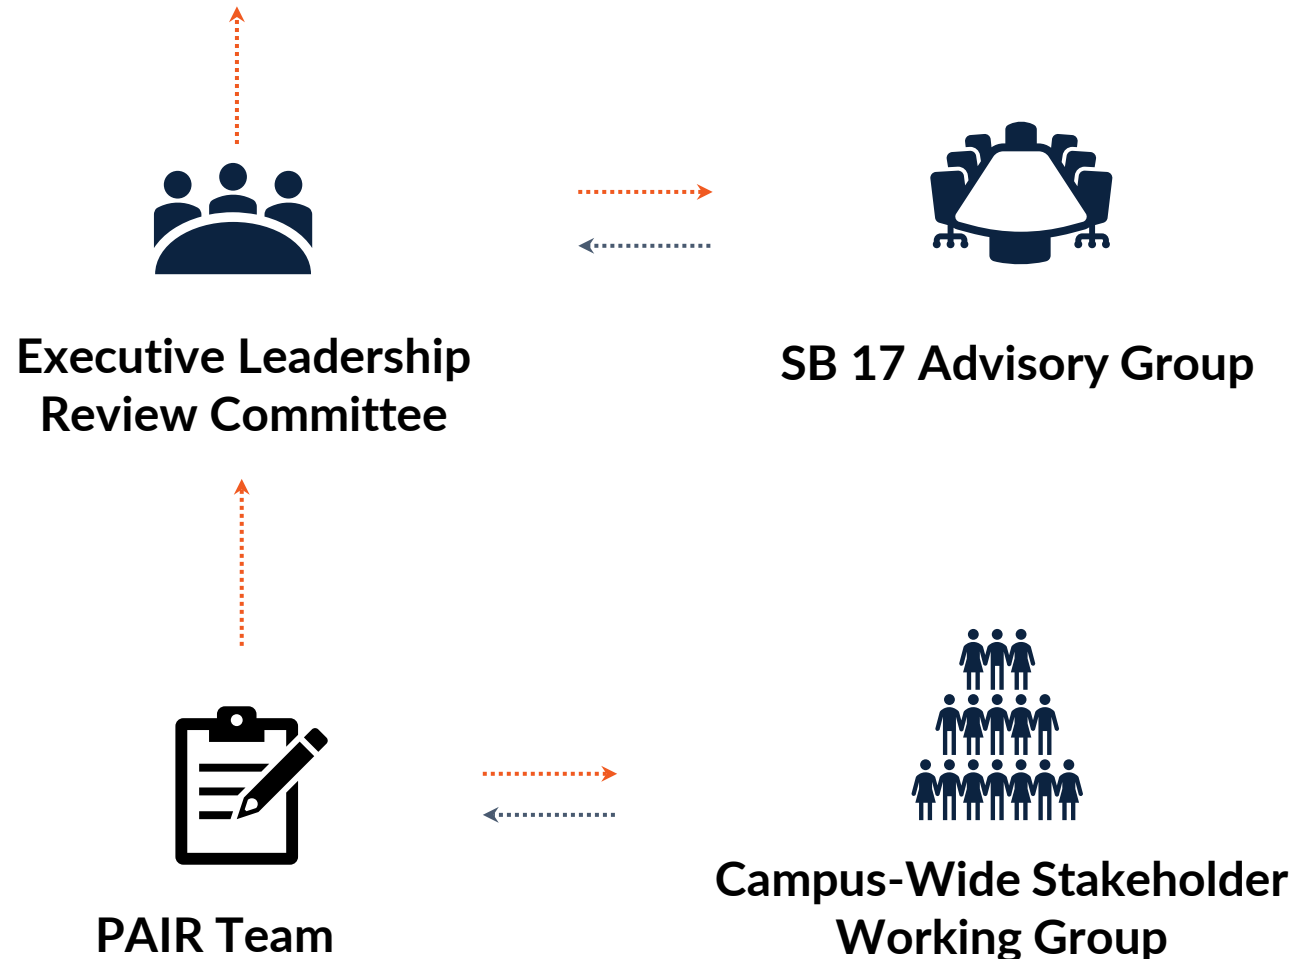 Executive Leadership
Review Committee
SB 17 Advisory Group
PAIR Team
Campus-Wide Stakeholder
Working Group